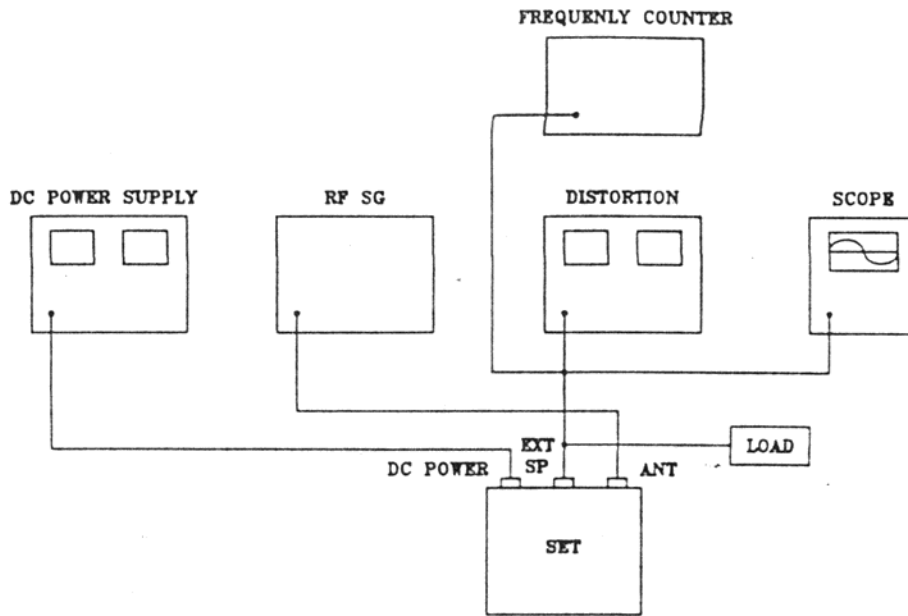 FREQUENLY COUNTER
DC POWER SUPPLY
RF SG
DISTORTION
SCOPE
EXT
SP
LOAD
DC POWER
ANT
SET